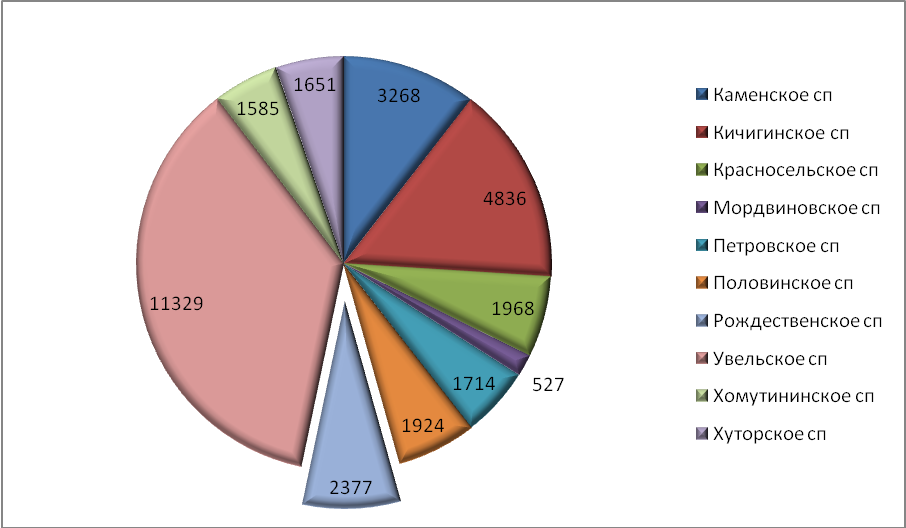 1651
3268
1585
4836
11329
1968
527
1714
1924
2377
Каменское сп
Кичигинское сп
Красносельское сп
Мордвиновское сп
Петровское сп
Половинское сп
Рождественское сп
Увельское сп
Хомутининское сп
Хуторское сп